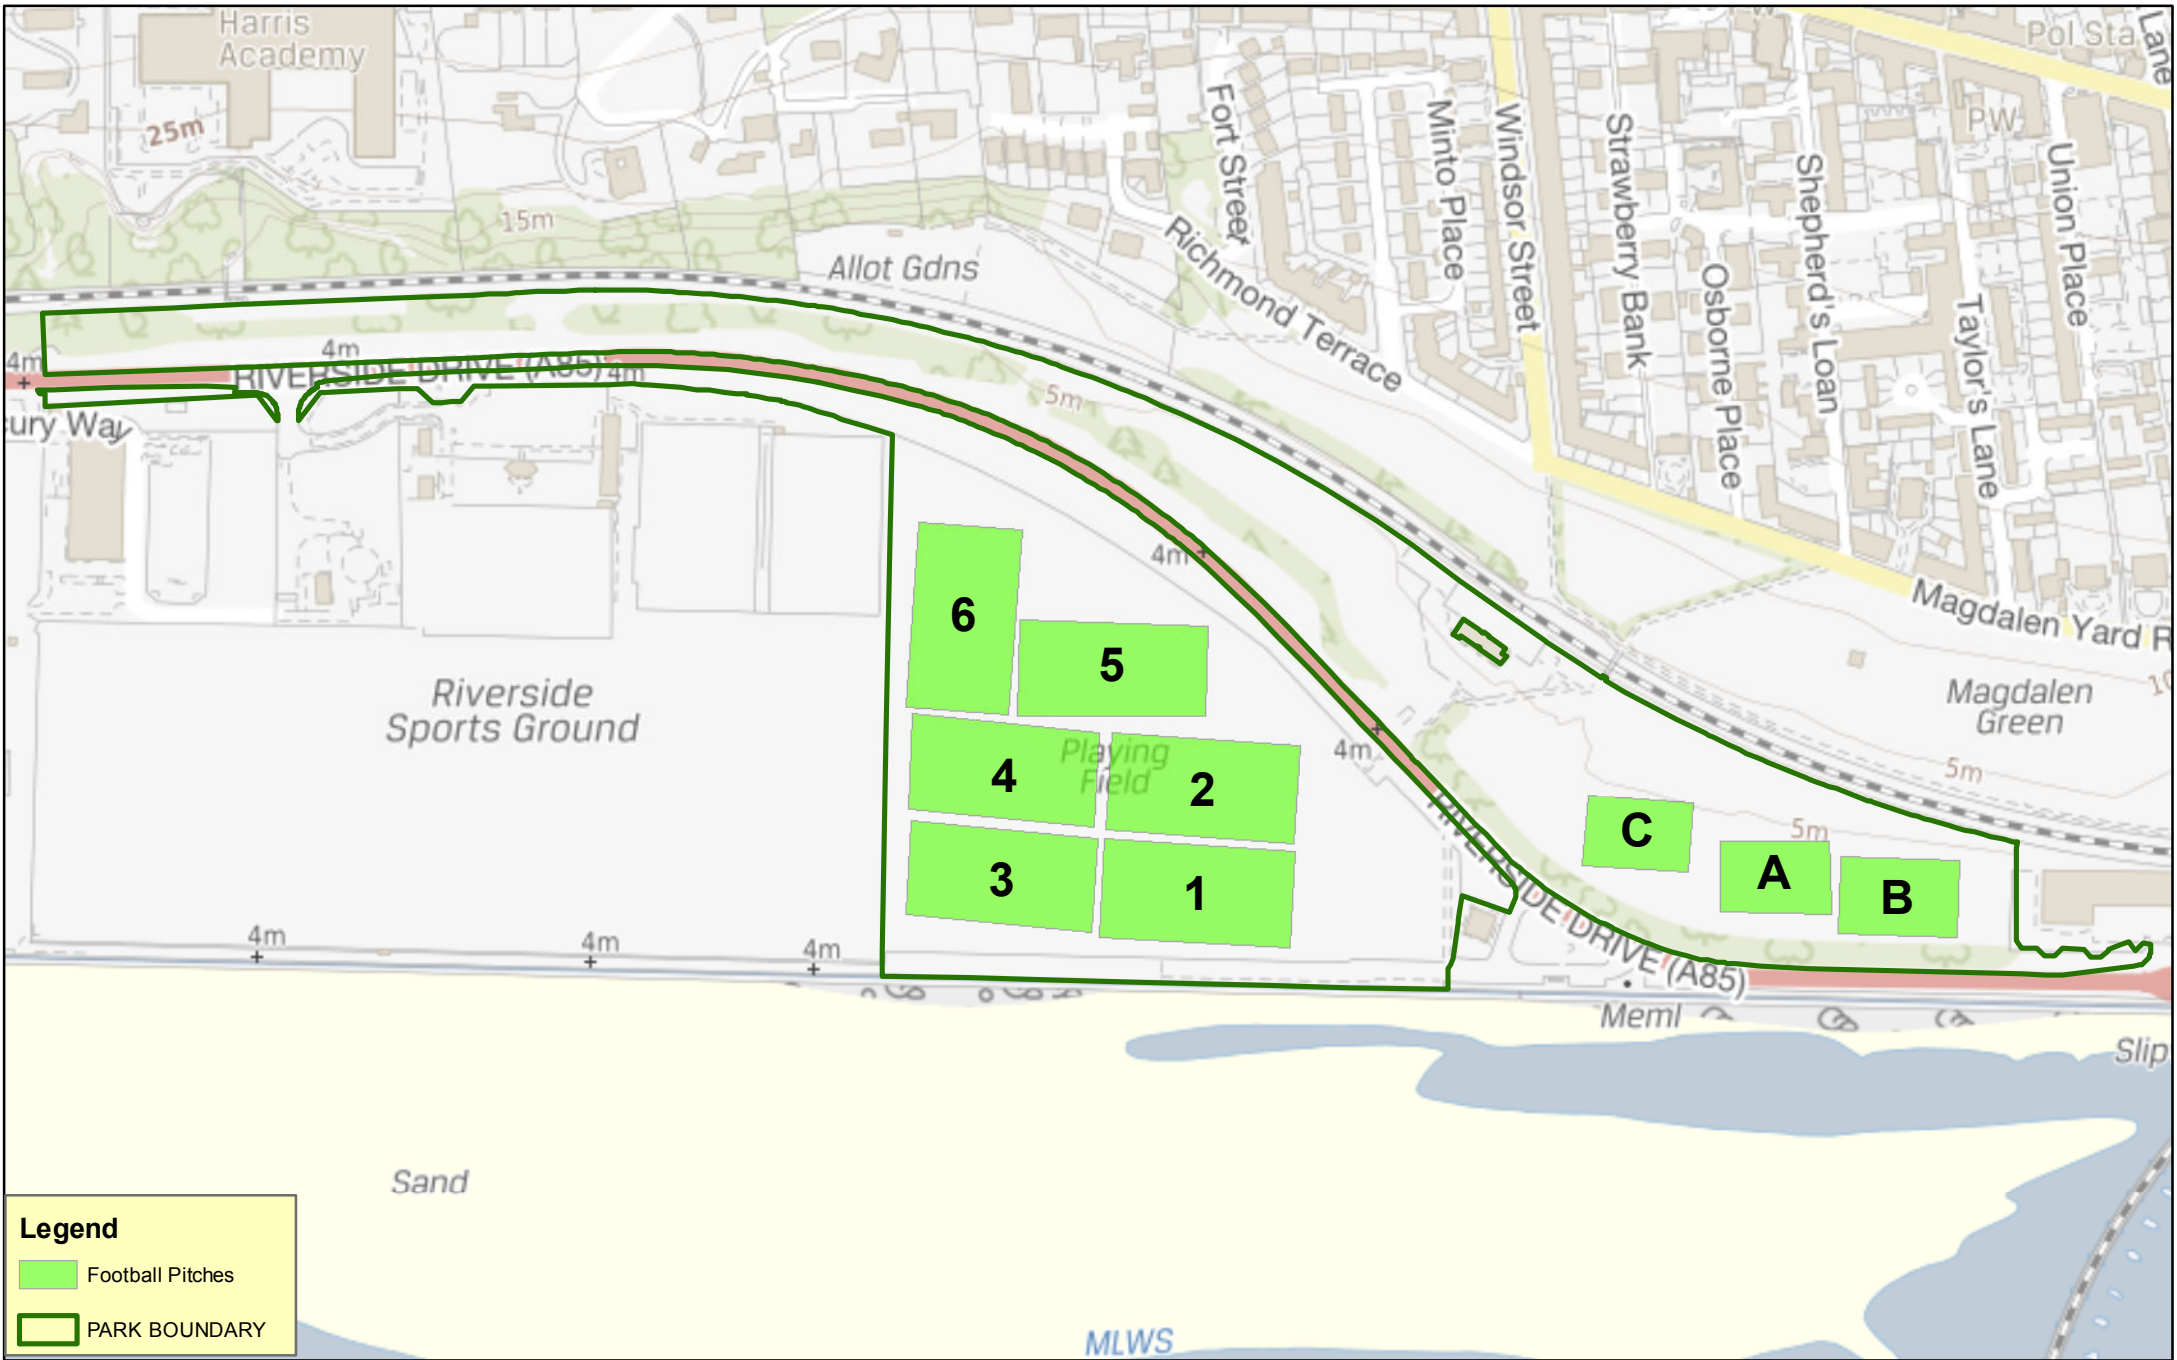 Harris
Academy
25m
15m
Allot Gdns
Fort Street
Richmond Terrace
Minto Place
Windsor Street
Strawberry Bank
Osborne Place
Shepherd's Loan
Taylor's Lane
Union Place
Pol Sta
Lane
PW
4m
4m
RIVERSIDE DRIVE (A85)
4m
cury Way
5m
4m
Magdalen Yard R
Magdalen
Green
10
5m
6
5
Riverside
Sports Ground
Playing
Field
4
2
4m
3
1
C
5m
A
B
RIVERSIDE DRIVE (A85)
4m
4m
4m
Meml
Slip
Sand
MLWS
Legend
Football Pitches
PARK BOUNDARY